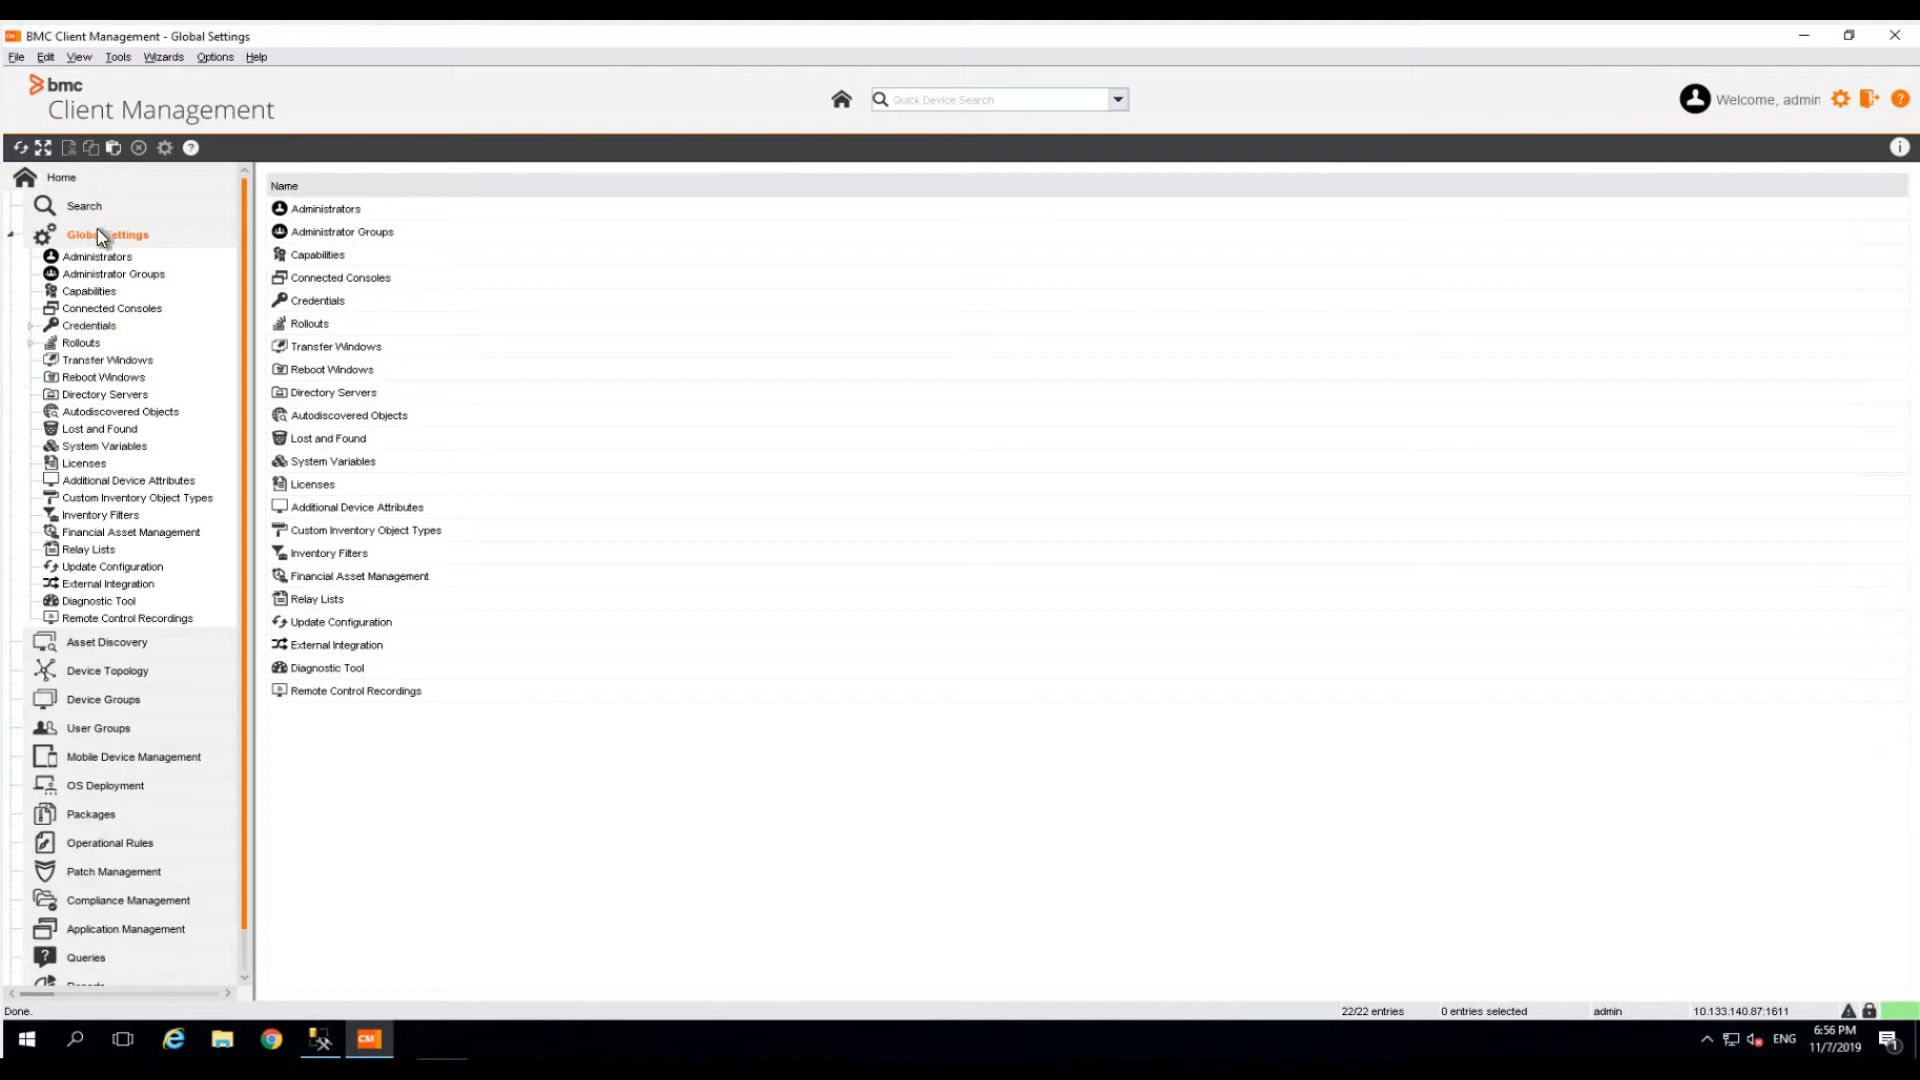 BMC Client Management - Global Settings
File Edit View Tools Wizards Options Help
bmc
Client Management
Quick Device Search
Welcome, admin
Home
Search
Global Settings
Administrators
Administrator Groups
Capabilities
Connected Consoles
Credentials
Rollouts
Transfer Windows
Reboot Windows
Directory Servers
Autodiscovered Objects
Lost and Found
System Variables
Licenses
Additional Device Attributes
Custom Inventory Object Types
Inventory Filters
Financial Asset Management
Relay Lists
Update Configuration
External Integration
Diagnostic Tool
Remote Control Recordings
Asset Discovery
Device Topology
Device Groups
User Groups
Mobile Device Management
OS Deployment
Packages
Operational Rules
Patch Management
Compliance Management
Application Management
Queries
Name
Administrators
Administrator Groups
Capabilities
Connected Consoles
Credentials
Rollouts
Transfer Windows
Reboot Windows
Directory Servers
Autodiscovered Objects
Lost and Found
System Variables
Licenses
Additional Device Attributes
Custom Inventory Object Types
Inventory Filters
Financial Asset Management
Relay Lists
Update Configuration
External Integration
Diagnostic Tool
Remote Control Recordings
Done. 22/22 entries 0 entries selected admin 10.133.140.87:1611
CM ENG 6:56 PM
11/7/2019